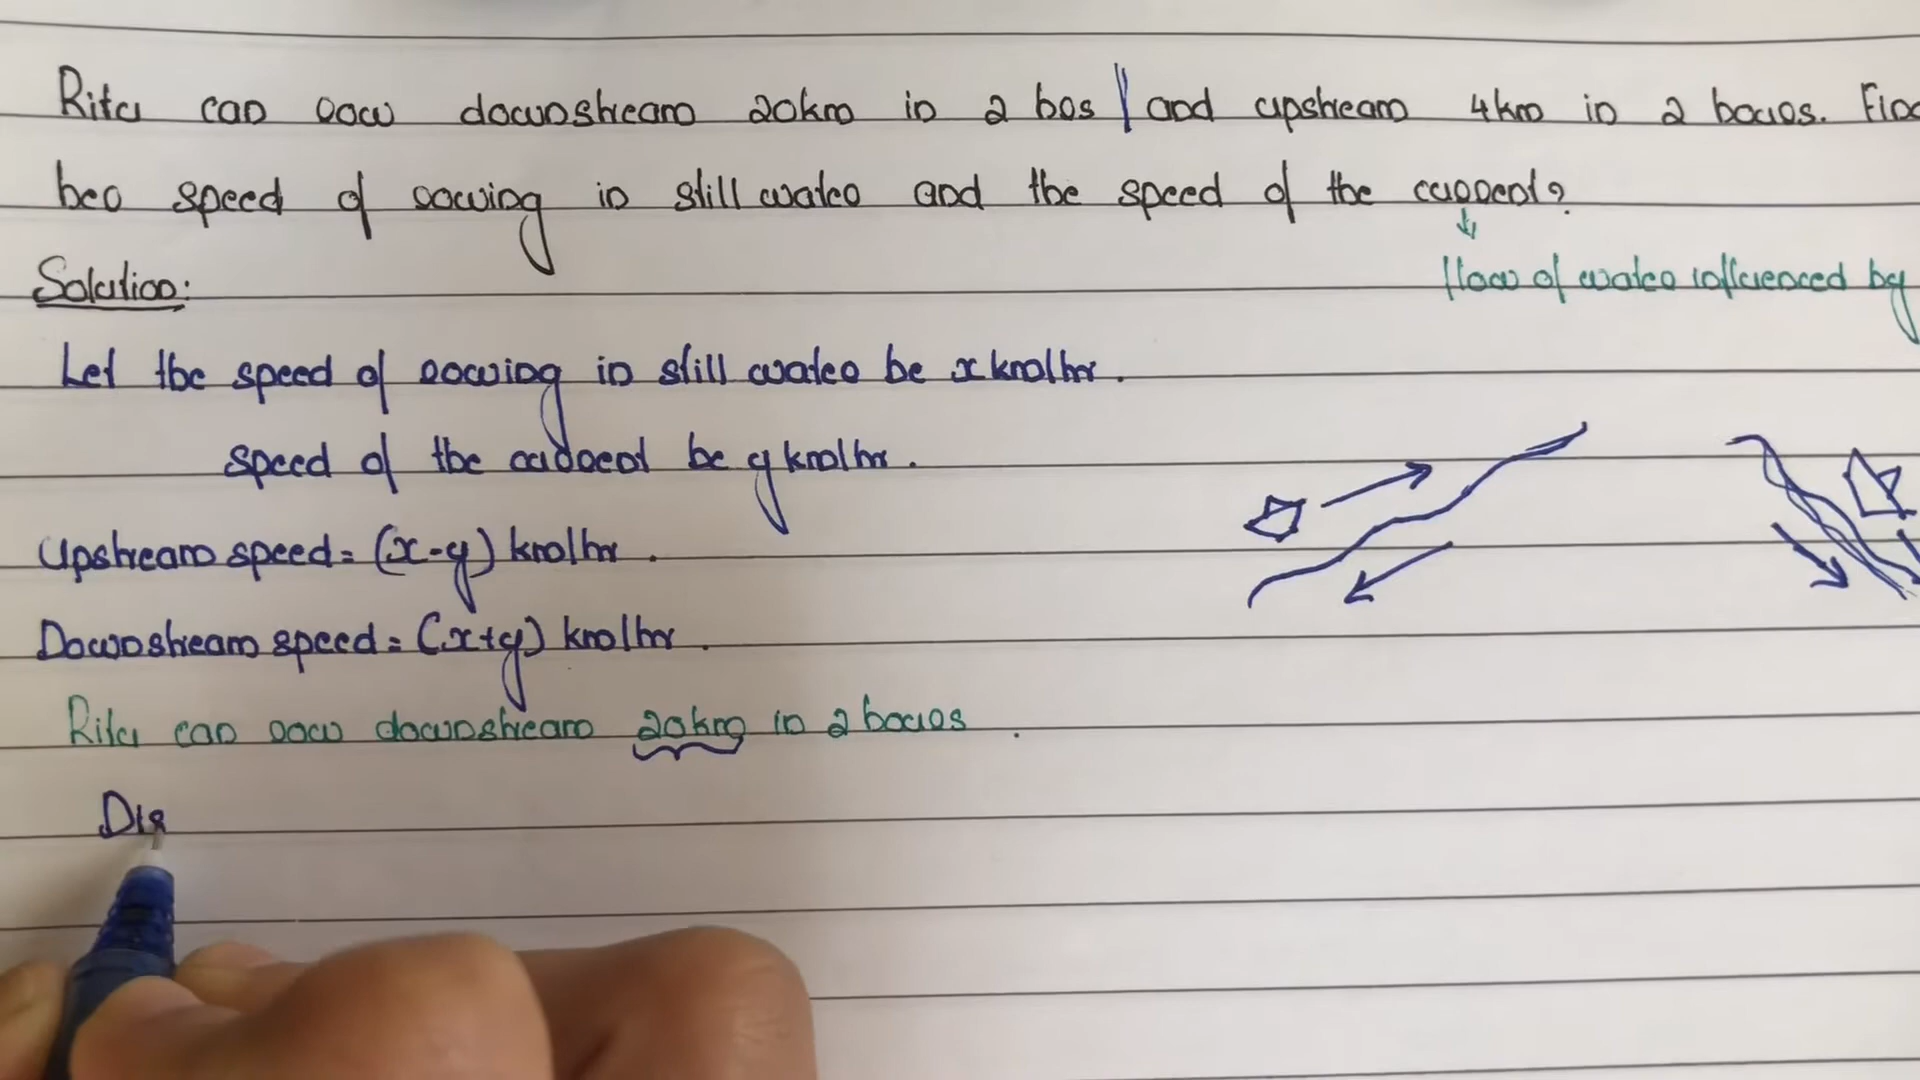 Rita can row downstream 20km in 2 hrs | and upstream 4km in 2 hours. Find
her speed of rowing in still water and the speed of the current?
flow of water influenced by
Solution:
Let the speed of rowing in still water be x km/hr.
speed of the current be y km/hr.
Upstream speed = (x-y) km/hr.
Downstream speed = (x+y) km/hr.
Rita can row downstream 20km in 2 hours.
Dis